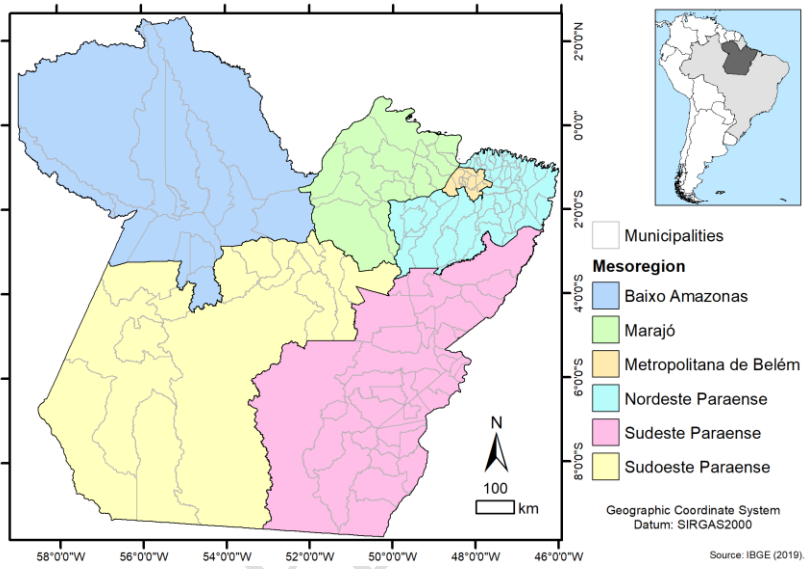 2°0'0"N
0°0'0"
2°0'0"S
4°0'0"S
6°0'0"S
8°0'0"S
58°0'0"W
56°0'0"W
54°0'0"W
52°0'0"W
50°0'0"W
48°0'0"W
46°0'0"W
N
100
km
Municipalities
Mesoregion
Baixo Amazonas
Marajó
Metropolitana de Belém
Nordeste Paraense
Sudeste Paraense
Sudoeste Paraense
Geographic Coordinate System
Datum: SIRGAS2000
Source: IBGE (2019).